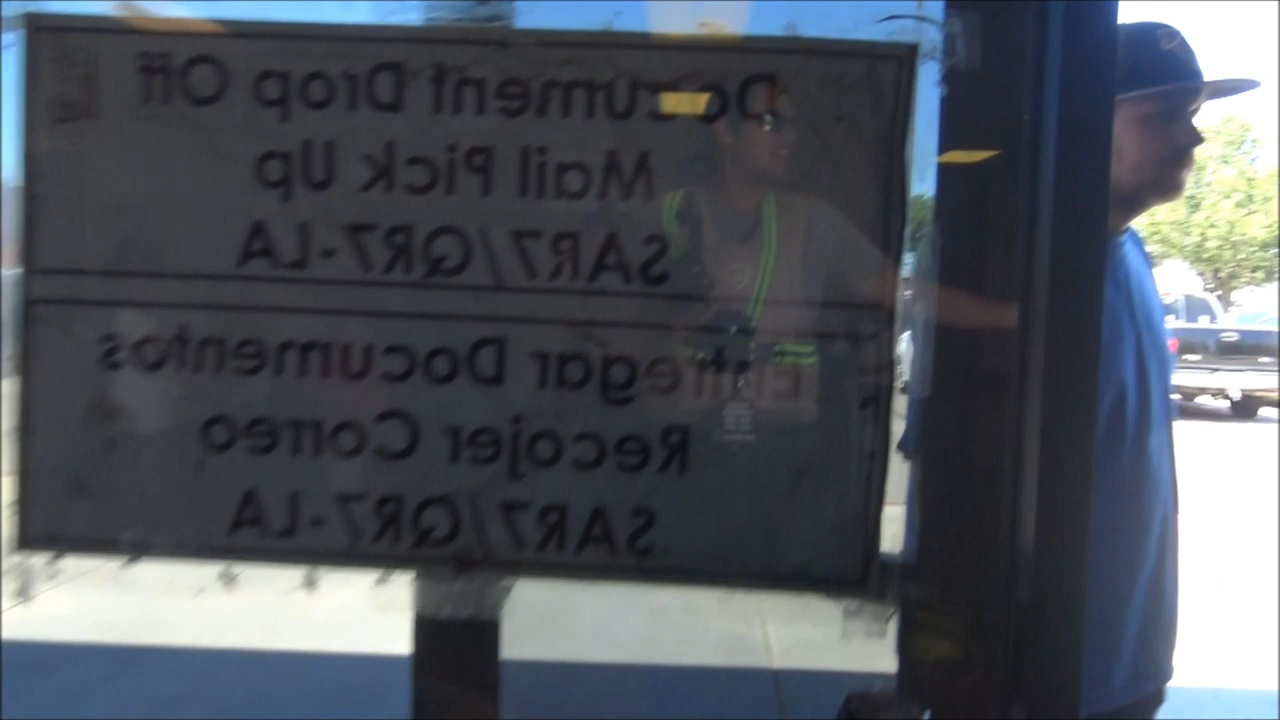 Document Drop Off
Mail Pick Up
SAR7/QR7-LA
Entregar Documentos
Recojer Correo
SAR7/QR7-LA